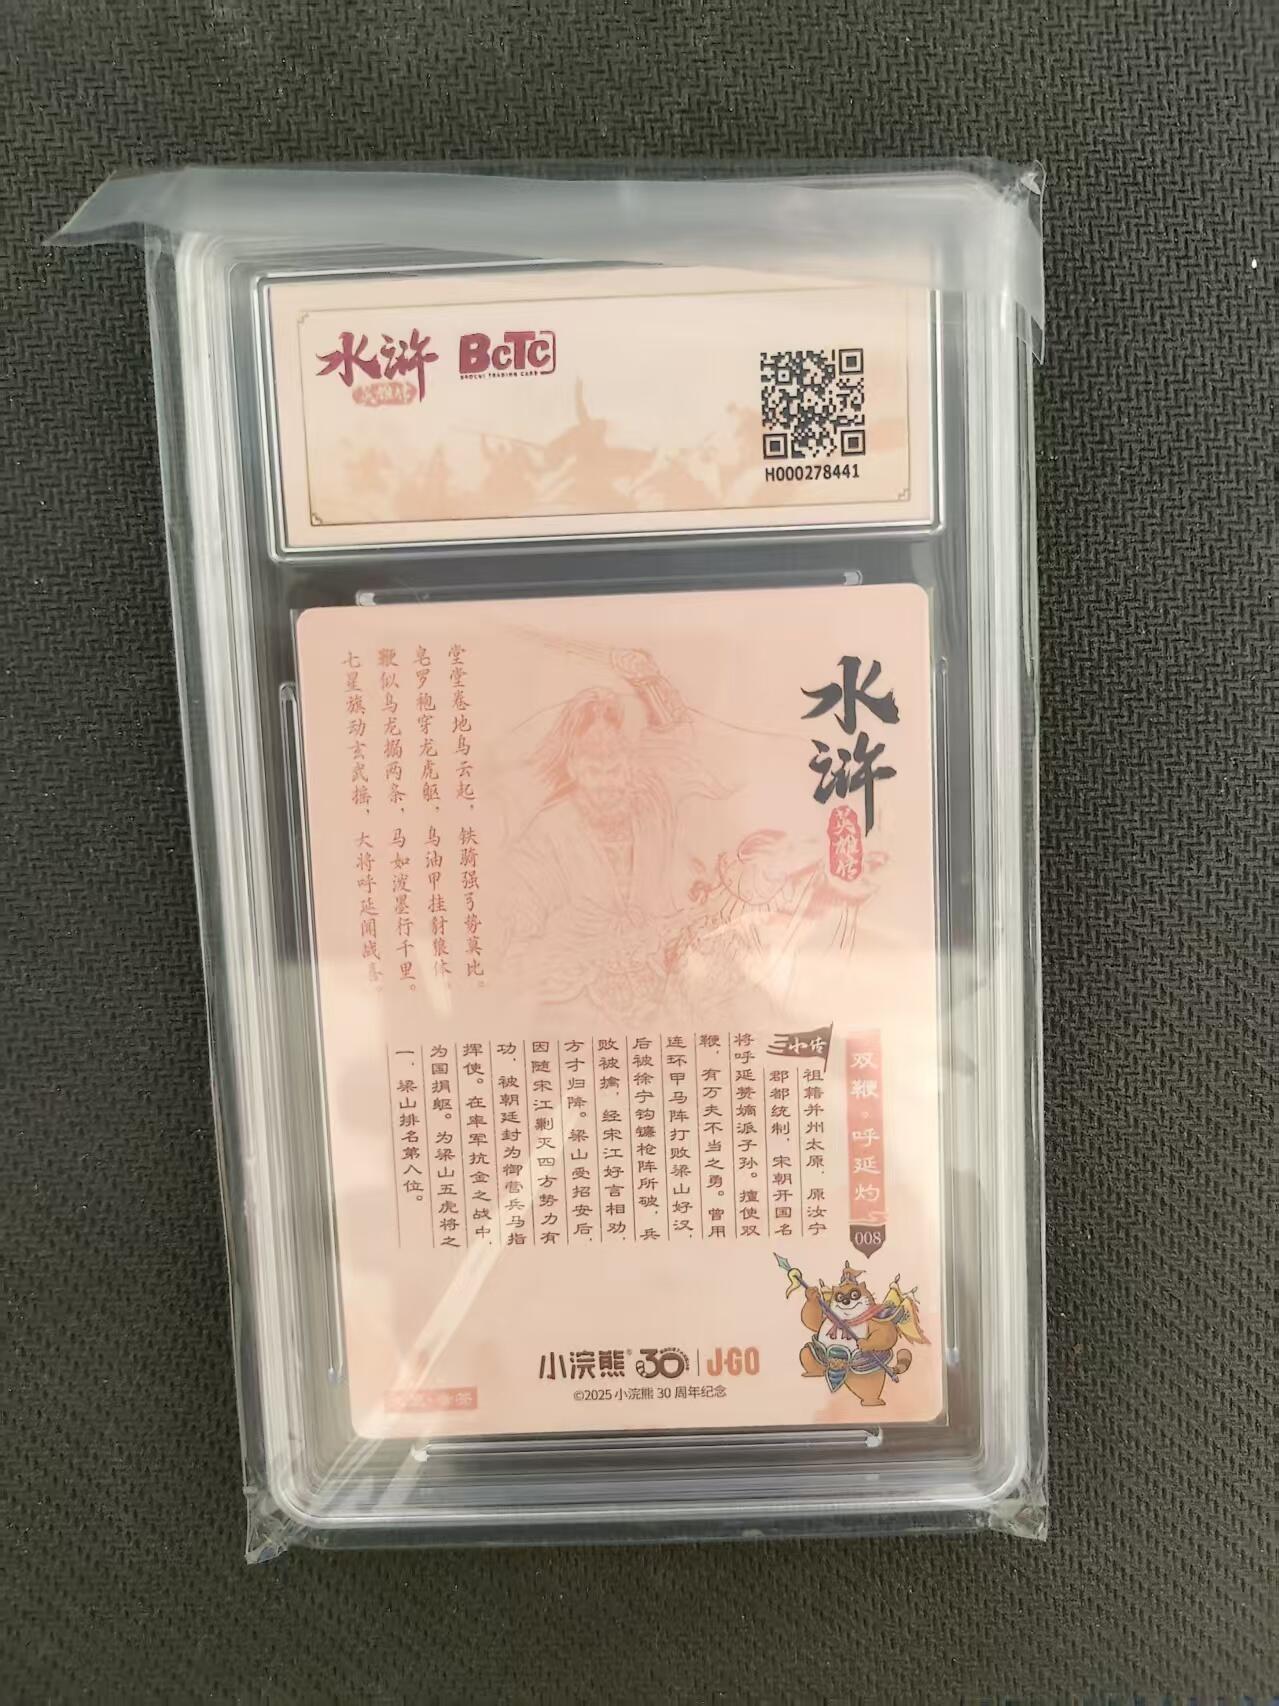 水浒
英雄传
BCTC
BAOCUI TRADING CARD
H000278441
水浒
英雄传
堂堂卷地乌云起，铁骑强弓势莫比。
皂罗袍穿龙虎躯，乌油甲挂豺狼体。
鞭似乌龙搦两条，马如泼墨行千里。
七星旗动玄武摇，大将呼延闻战喜。
双鞭·呼延灼
008
小传
祖籍并州太原，原汝宁
郡都统制，宋朝开国名
将呼延赞嫡派子孙。擅使双
鞭，有万夫不当之勇。曾用
连环甲马阵打败梁山好汉，
后被徐宁钩镰枪阵所破，兵
败被擒，经宋江好言相劝，
方才归降。梁山受招安后，
因随宋江剿灭四方势力有
功，被朝廷封为御营兵马指
挥使。在率军抗金之战中，
为国捐躯。为梁山五虎将之
一，梁山排名第八位。
小浣熊® 30 J·GO
©2025 小浣熊 30 周年纪念